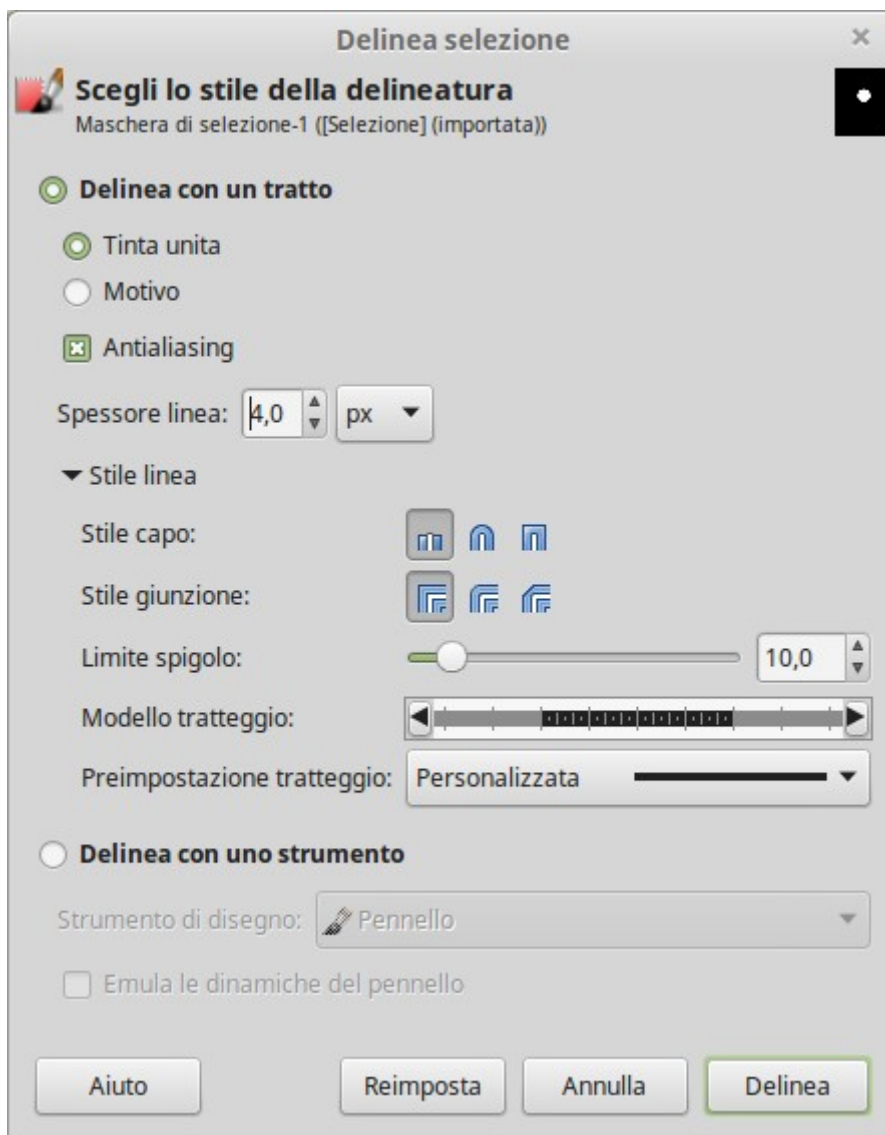 Delinea selezione
Scegli lo stile della delineatura
Maschera di selezione-1 ([Selezione] (importata))
Delinea con un tratto
Tinta unita
Motivo
Antialiasing
Spessore linea: 4,0 px
Stile linea
Stile capo:
Stile giunzione:
Limite spigolo: 10,0
Modello tratteggio:
Preimpostazione tratteggio: Personalizzata
Delinea con uno strumento
Strumento di disegno: Pennello
Emula le dinamiche del pennello
Aiuto Reimposta Annulla Delinea